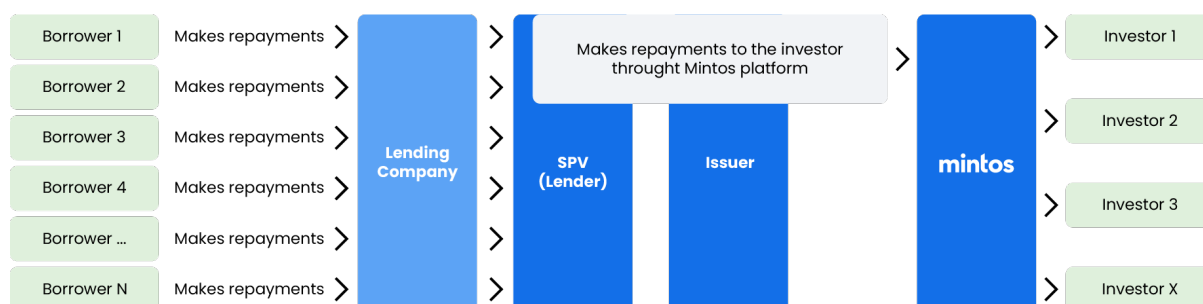 Borrower 1
Makes repayments
Borrower 2
Makes repayments
Borrower 3
Makes repayments
Borrower 4
Makes repayments
Borrower ...
Makes repayments
Borrower N
Makes repayments
Lending
Company
SPV
(Lender)
Issuer
Makes repayments to the investor
throught Mintos platform
mintos
Investor 1
Investor 2
Investor 3
Investor X